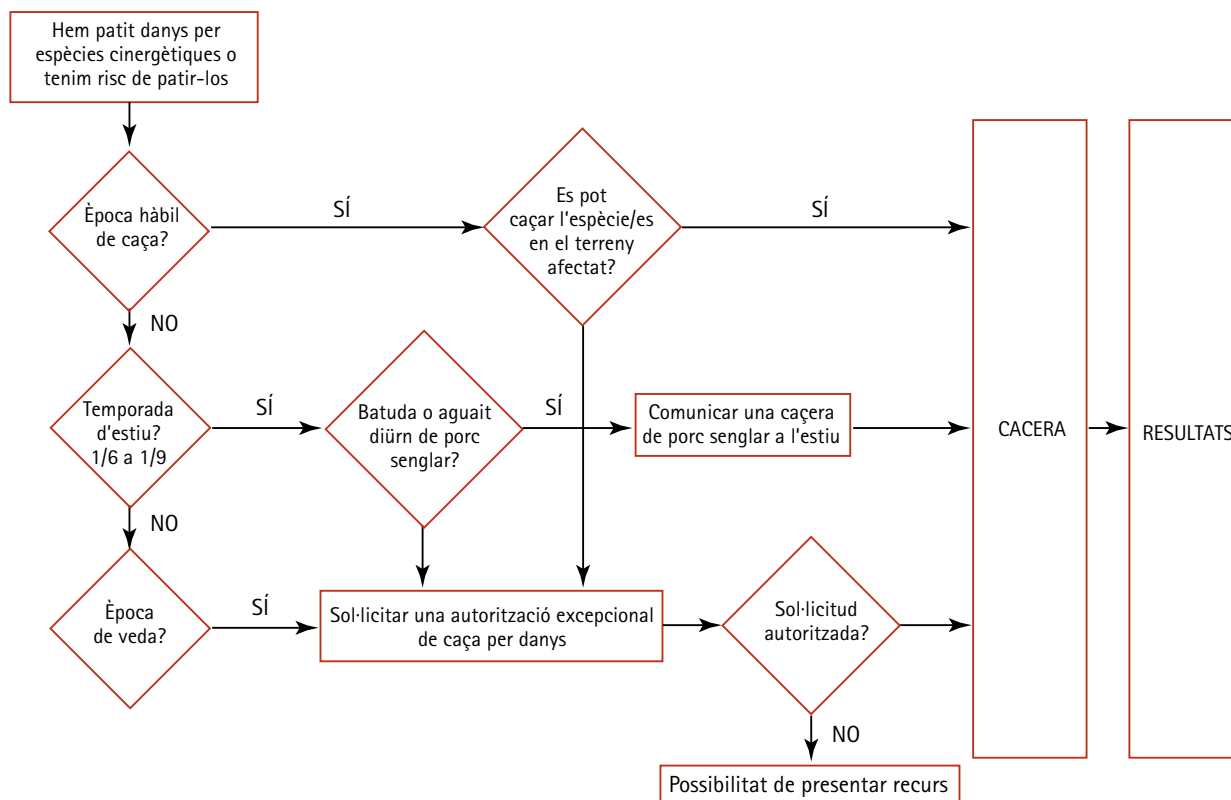 Hem patit danys per
espècies cinergètiques o
tenim risc de patir-los
Època hàbil
de caça?
SÍ
Es pot
caçar l'espècie/es
en el terreny
afectat?
SÍ
NO
Temporada
d'estiu?
1/6 a 1/9
SÍ
Batuda o aguait
diürn de porc
senglar?
SÍ
Comunicar una caçera
de porc senglar a l'estiu
CACERA
RESULTATS
NO
Època
de veda?
SÍ
Sol·licitar una autorització excepcional
de caça per danys
Sol·licitud
autoritzada?
NO
Possibilitat de presentar recurs